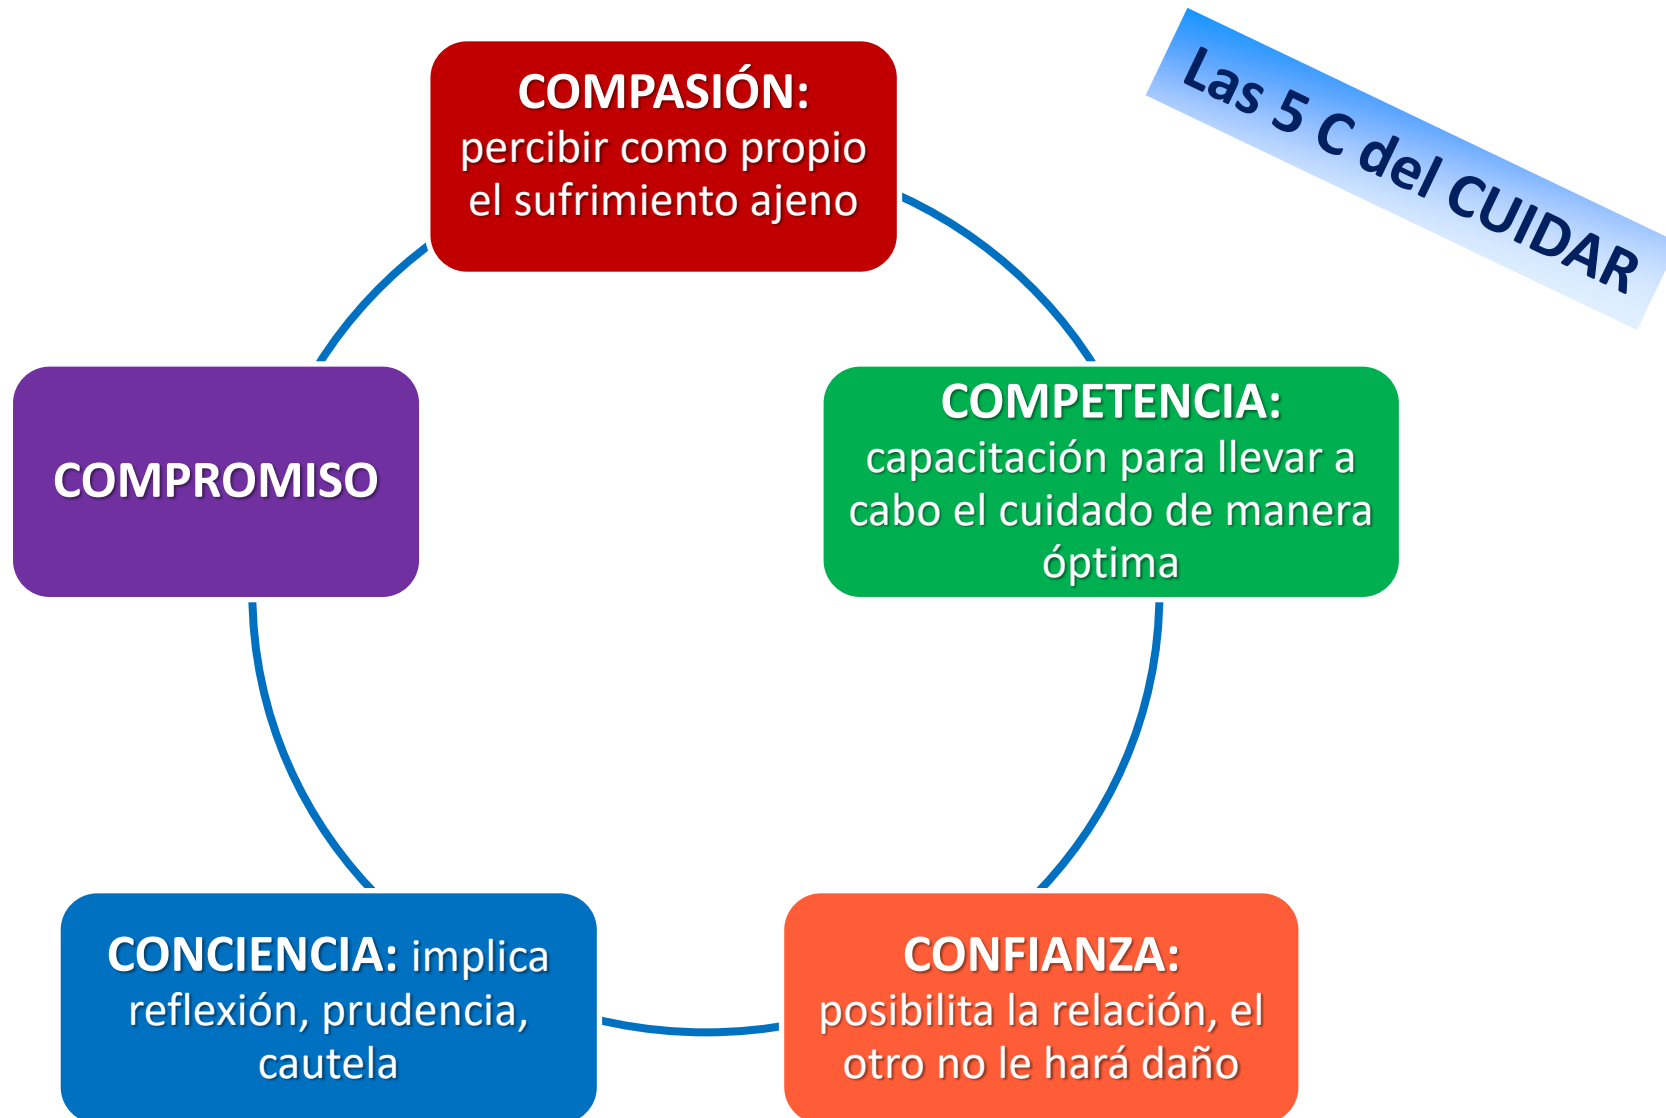 Las 5 C del CUIDAR
COMPASIÓN:
percibir como propio
el sufrimiento ajeno
COMPETENCIA:
capacitación para llevar a
cabo el cuidado de manera
óptima
CONFIANZA:
posibilita la relación, el
otro no le hará daño
CONCIENCIA: implica
reflexión, prudencia,
cautela
COMPROMISO